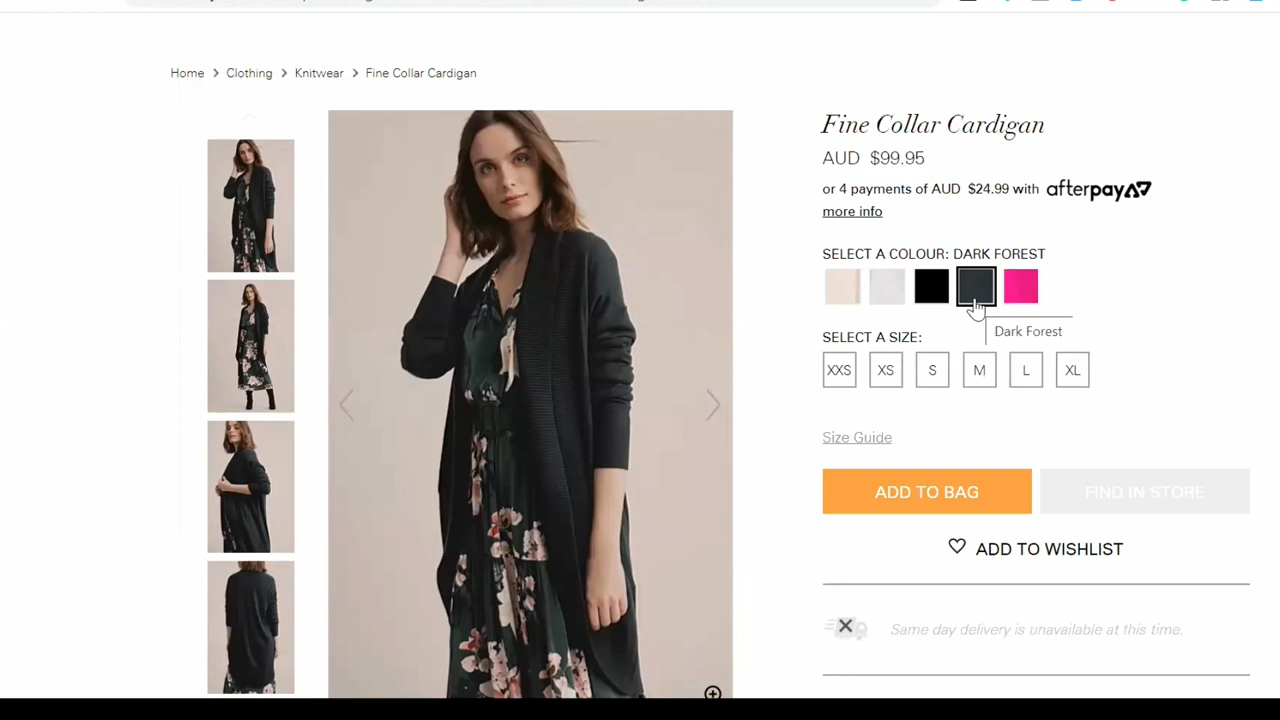 Home > Clothing > Knitwear > Fine Collar Cardigan
Fine Collar Cardigan
AUD $99.95
or 4 payments of AUD $24.99 with afterpay
more info
SELECT A COLOUR: DARK FOREST
Dark Forest
SELECT A SIZE:
XXS XS S M L XL
Size Guide
ADD TO BAG FIND IN STORE
ADD TO WISHLIST
Same day delivery is unavailable at this time.